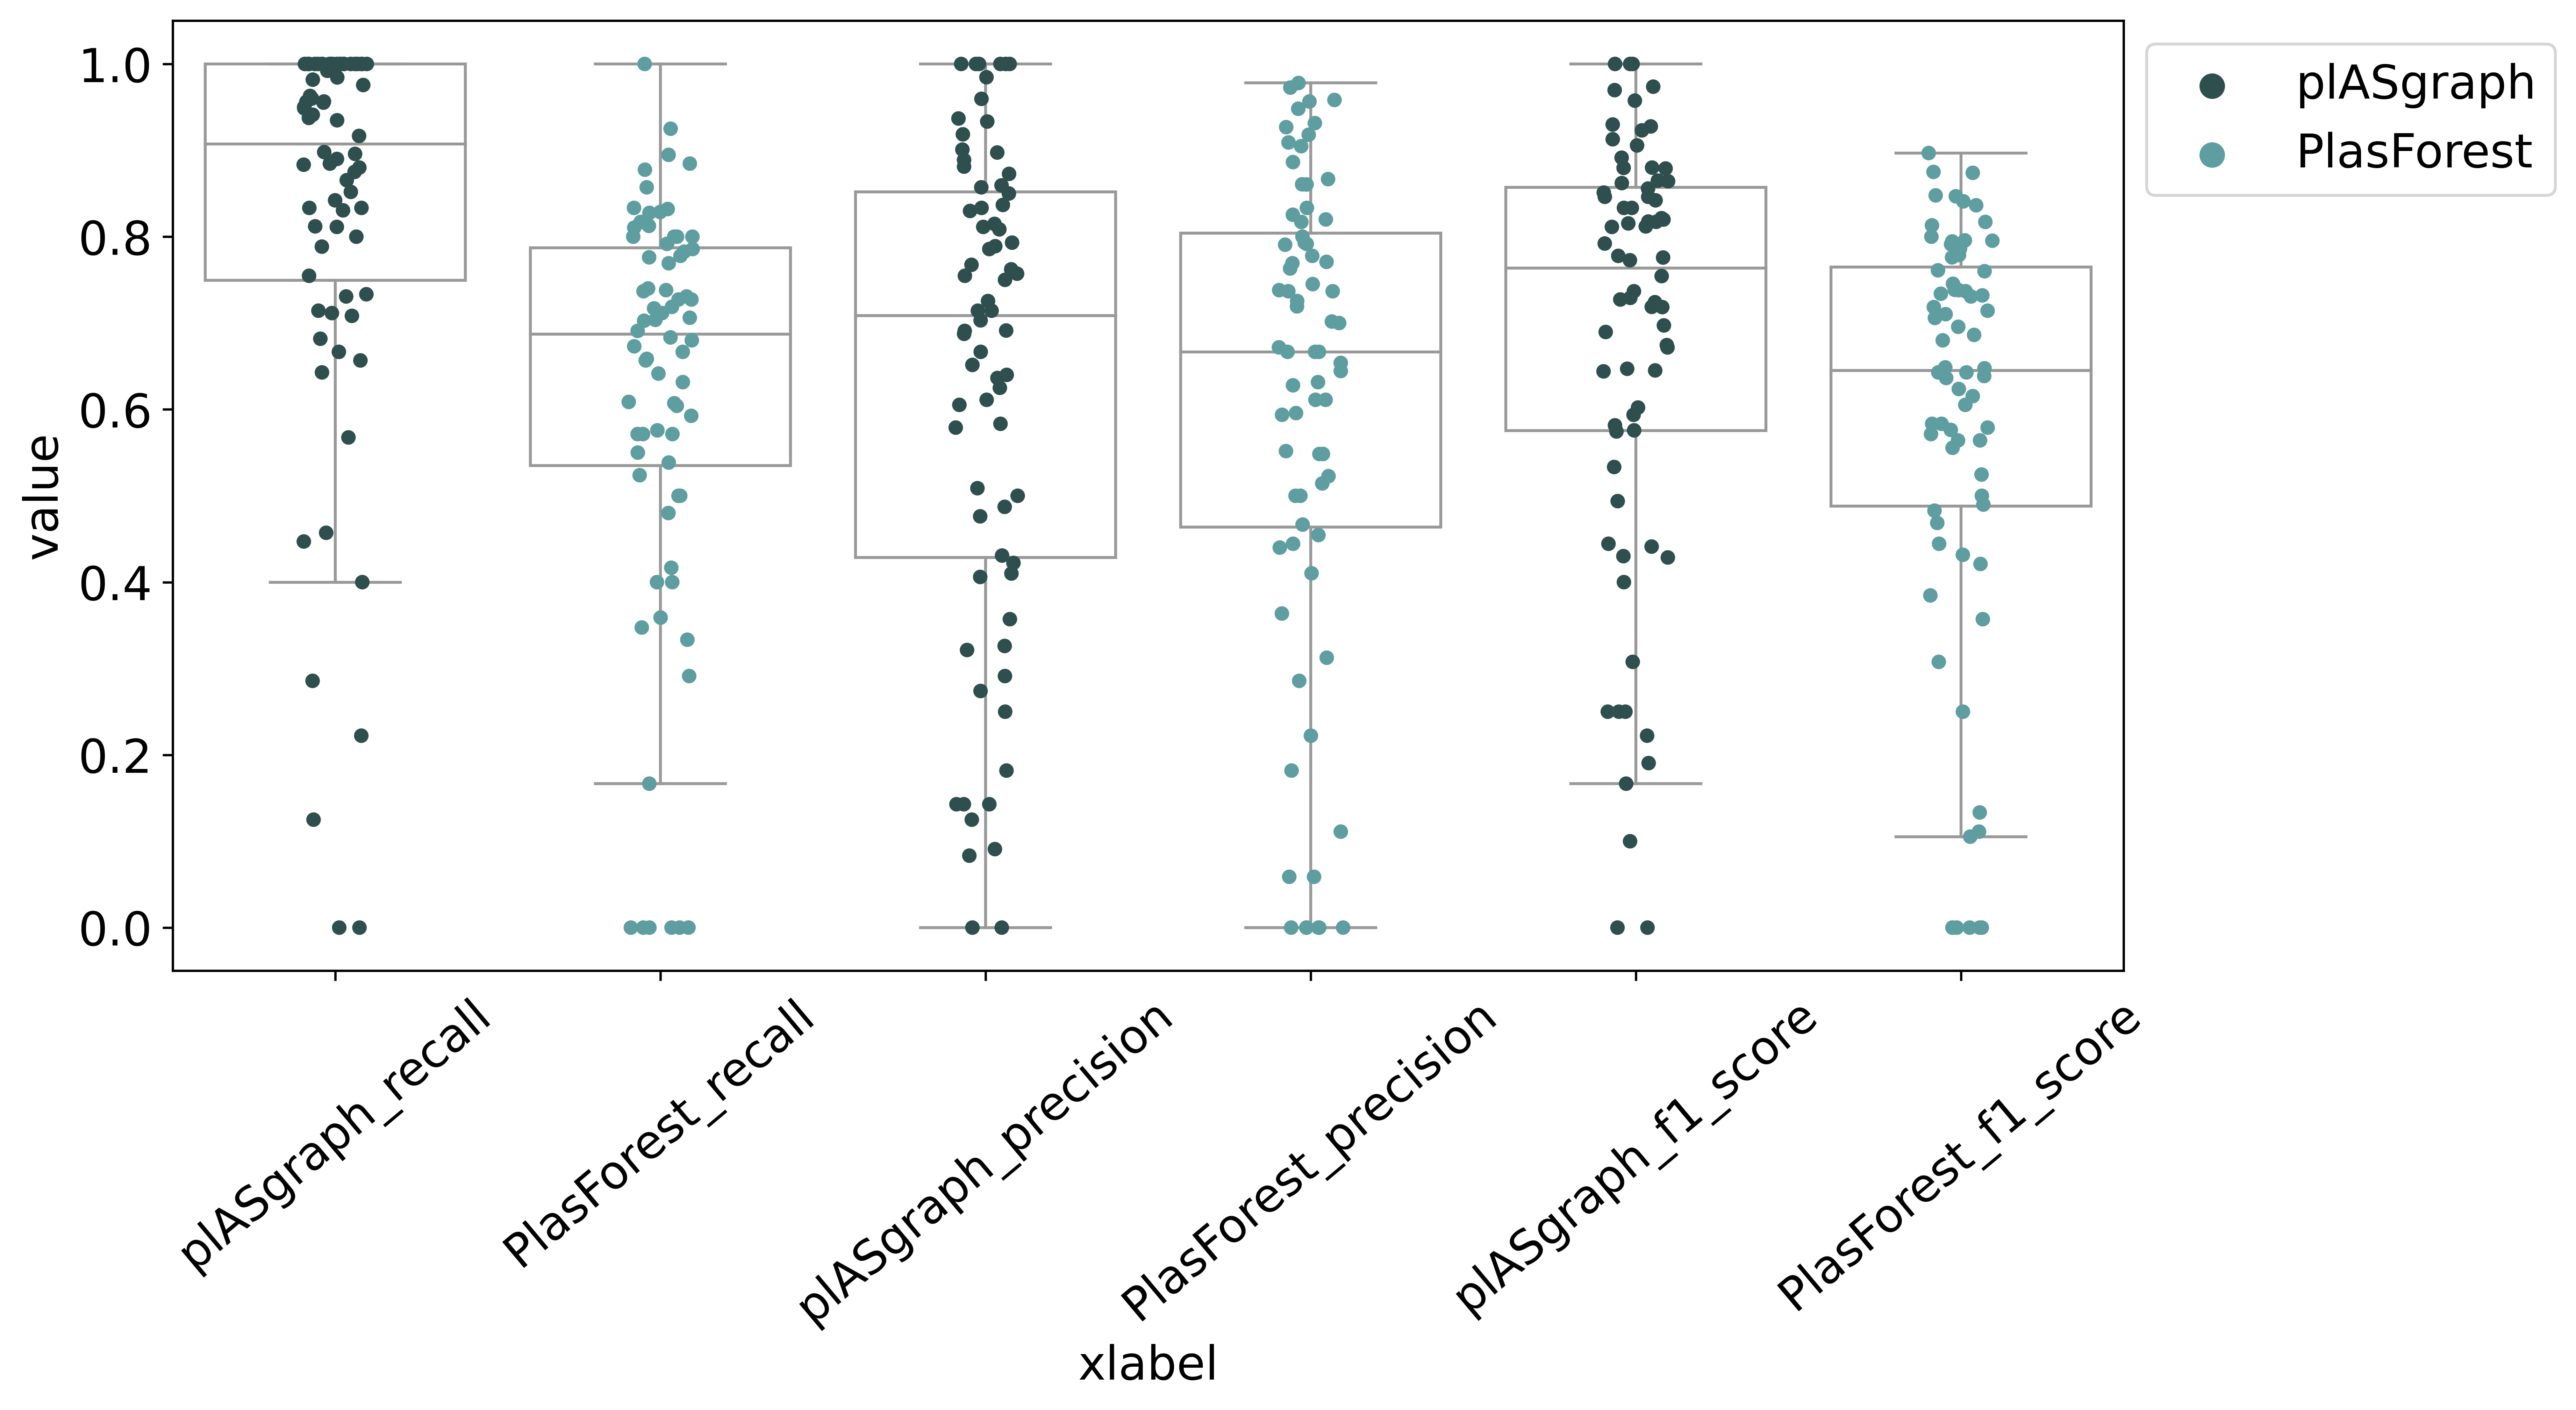 plASgraph
PlasForest
value
1.0
0.8
0.6
0.4
0.2
0.0
plASgraph_recall
PlasForest_recall
plASgraph_precision
PlasForest_precision
plASgraph_f1_score
PlasForest_f1_score
xlabel